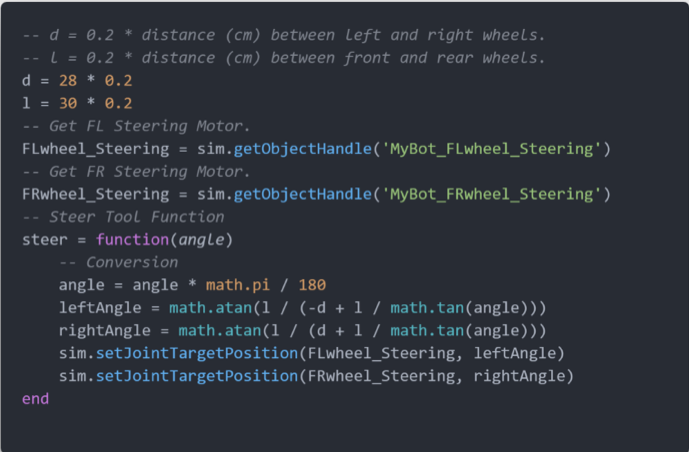 -- d = 0.2 * distance (cm) between left and right wheels.
-- l = 0.2 * distance (cm) between front and rear wheels.
d = 28 * 0.2
l = 30 * 0.2
-- Get FL Steering Motor.
FLwheel_Steering = sim.getObjectHandle('MyBot_FLwheel_Steering')
-- Get FR Steering Motor.
FRwheel_Steering = sim.getObjectHandle('MyBot_FRwheel_Steering')
-- Steer Tool Function
steer = function(angle)
    -- Conversion
    angle = angle * math.pi / 180
    leftAngle = math.atan(l / (-d + l / math.tan(angle)))
    rightAngle = math.atan(l / (d + l / math.tan(angle)))
    sim.setJointTargetPosition(FLwheel_Steering, leftAngle)
    sim.setJointTargetPosition(FRwheel_Steering, rightAngle)
end